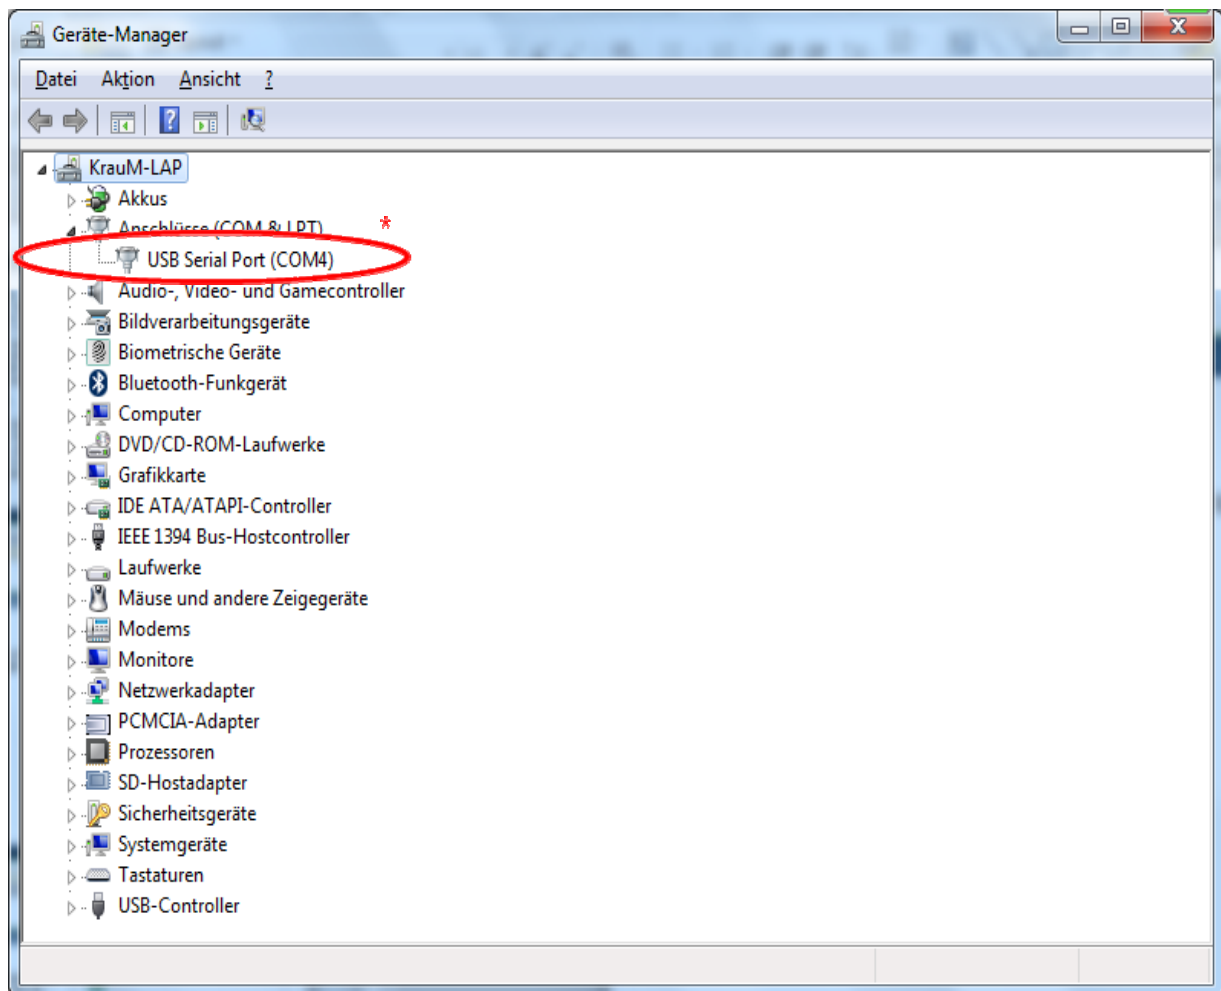 Geräte-Manager
X
Datei Aktion Ansicht ?
?
KrauM-LAP
Akkus
Anschlüsse (COM & LPT) *
USB Serial Port (COM4)
Audio-, Video- und Gamecontroller
Bildverarbeitungsgeräte
Biometrische Geräte
Bluetooth-Funkgerät
Computer
DVD/CD-ROM-Laufwerke
Grafikkarte
IDE ATA/ATAPI-Controller
IEEE 1394 Bus-Hostcontroller
Laufwerke
Mäuse und andere Zeigegeräte
Modems
Monitore
Netzwerkadapter
PCMCIA-Adapter
Prozessoren
SD-Hostadapter
Sicherheitsgeräte
Systemgeräte
Tastaturen
USB-Controller